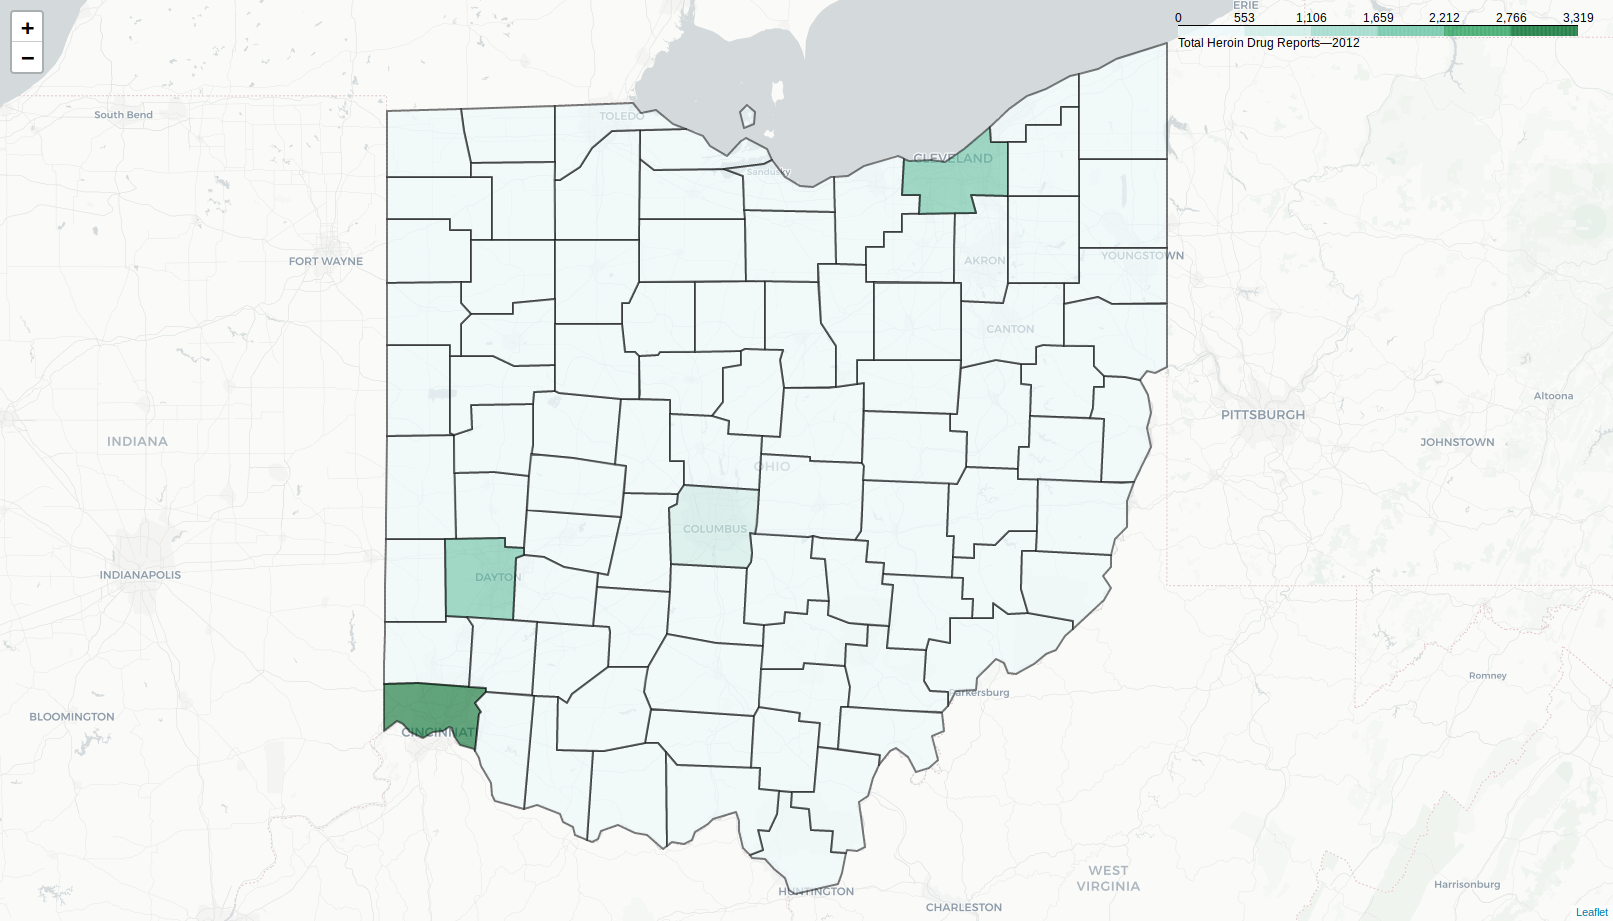 +
−
ERIE
0 553 1,106 1,659 2,212 2,766 3,319
Total Heroin Drug Reports—2012
South Bend
TOLEDO
CLEVELAND
Sandusky
FORT WAYNE
AKRON
YOUNGSTOWN
CANTON
Altoona
PITTSBURGH
INDIANA
JOHNSTOWN
OHIO
COLUMBUS
INDIANAPOLIS
DAYTON
Romney
arkersburg
BLOOMINGTON
CINCINNAT
WEST
VIRGINIA
Harrisonburg
HUNTINGTON
CHARLESTON
Leaflet